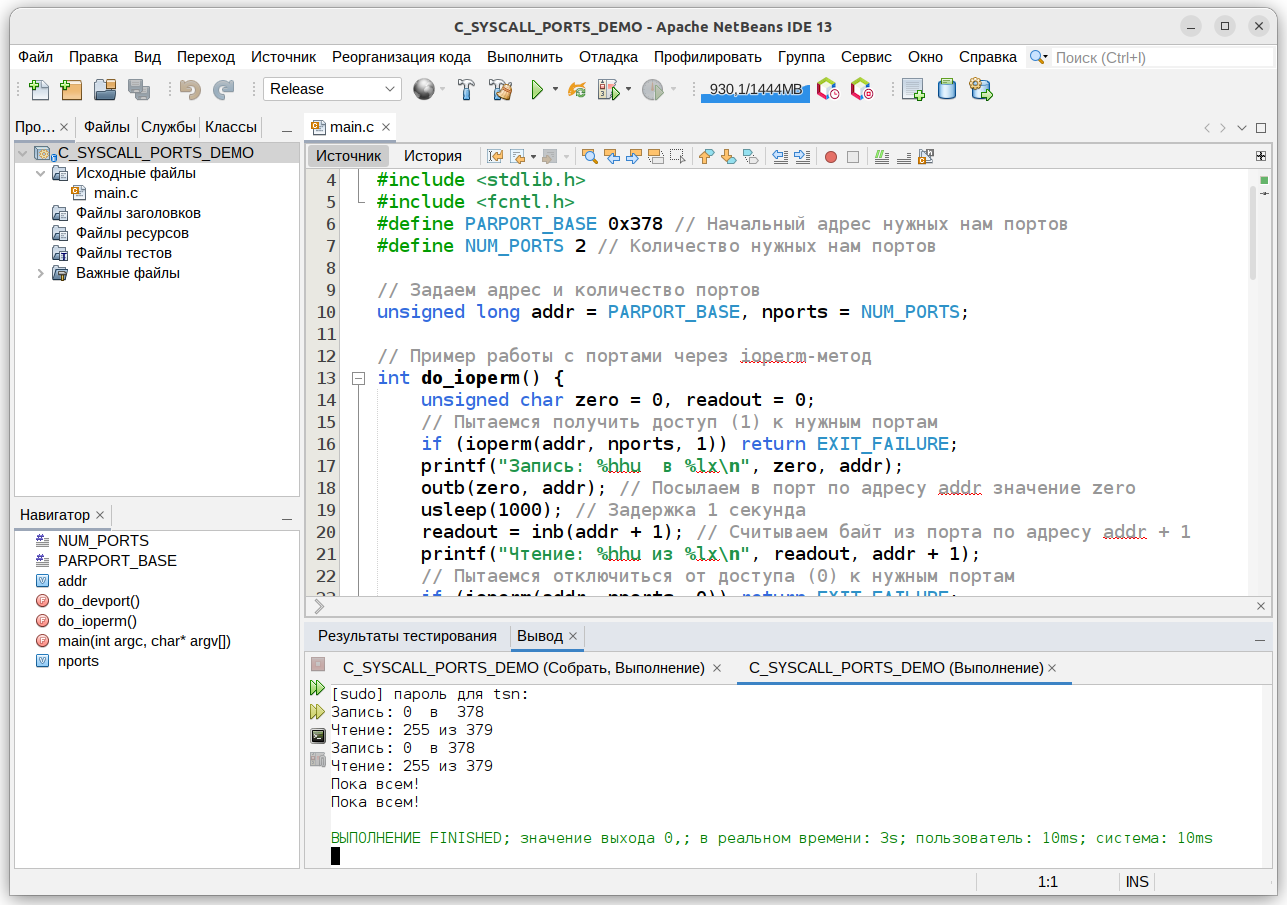 C_SYSCALL_PORTS_DEMO - Apache NetBeans IDE 13
Файл Правка Вид Переход Источник Реорганизация кода Выполнить Отладка Профилировать Группа Сервис Окно Справка Поиск (Ctrl+I)
Release 930,1/1444MB
Про... Файлы Службы Классы
C_SYSCALL_PORTS_DEMO
Исходные файлы
main.c
Файлы заголовков
Файлы ресурсов
Файлы тестов
Важные файлы
Навигатор
NUM_PORTS
PARPORT_BASE
addr
do_devport()
do_ioperm()
main(int argc, char* argv[])
nports
main.c
Источник История
4 #include <stdlib.h>
5 #include <fcntl.h>
6 #define PARPORT_BASE 0x378 // Начальный адрес нужных нам портов
7 #define NUM_PORTS 2 // Количество нужных нам портов
8
9 // Задаем адрес и количество портов
10 unsigned long addr = PARPORT_BASE, nports = NUM_PORTS;
11
12 // Пример работы с портами через ioperm-метод
13 int do_ioperm() {
14 unsigned char zero = 0, readout = 0;
15 // Пытаемся получить доступ (1) к нужным портам
16 if (ioperm(addr, nports, 1)) return EXIT_FAILURE;
17 printf("Запись: %hhu  в %lx\n", zero, addr);
18 outb(zero, addr); // Посылаем в порт по адресу addr значение zero
19 usleep(1000); // Задержка 1 секунда
20 readout = inb(addr + 1); // Считываем байт из порта по адресу addr + 1
21 printf("Чтение: %hhu из %lx\n", readout, addr + 1);
22 // Пытаемся отключиться от доступа (0) к нужным портам
23 if (ioperm(addr, nports, 0)) return EXIT_FAILURE;
Результаты тестирования Вывод
C_SYSCALL_PORTS_DEMO (Собрать, Выполнение) C_SYSCALL_PORTS_DEMO (Выполнение)
[sudo] пароль для tsn:
Запись: 0  в  378
Чтение: 255 из 379
Запись: 0  в 378
Чтение: 255 из 379
Пока всем!
Пока всем!
ВЫПОЛНЕНИЕ FINISHED; значение выхода 0,; в реальном времени: 3s; пользователь: 10ms; система: 10ms
1:1 INS